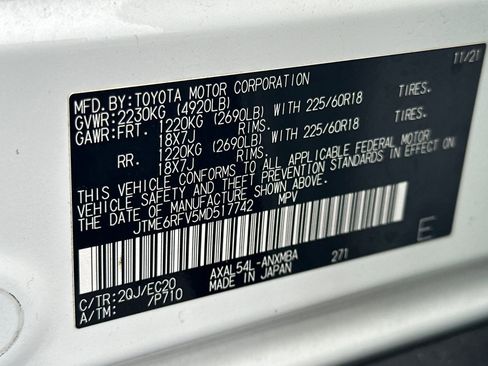 MFD.BY:TOYOTA MOTOR CORPORATION 11/21
GVWR:2230KG (4920LB)
GAWR:FRT. 1220KG (2690LB) WITH 225/60R18 TIRES.
18X7J RIMS.
RR. 1220KG (2690LB) WITH 225/60R18 TIRES.
18X7J RIMS.
THIS VEHICLE CONFORMS TO ALL APPLICABLE FEDERAL MOTOR
VEHICLE SAFETY AND THEFT PREVENTION STANDARDS IN EFFECT ON
THE DATE OF MANUFACTURE SHOWN ABOVE.
JTME6RFV5MD517742 MPV
E
C/TR:2QJ/EC20 AXAL54L-ANXMBA 271
A/TM: /P710 MADE IN JAPAN